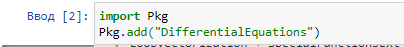 Ввод [2]: import Pkg
Pkg.add("DifferentialEquations")